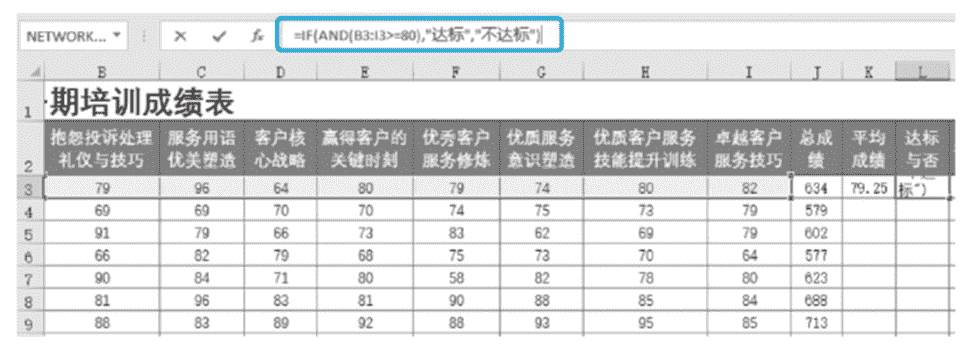 NETWORK... fx =IF(AND(B3:I3>=80),"达标","不达标")
B C D E F G H I J K L
1 期培训成绩表
2 抱怨投诉处理礼仪与技巧 服务用语优美塑造 客户核心战略 赢得客户的关键时刻 优秀客户服务修炼 优质服务意识塑造 优质客户服务技能提升训练 卓越客户服务技巧 总成绩 平均成绩 达标与否
3 79 96 64 80 79 74 80 82 634 79.25 标")
4 69 69 70 70 74 75 73 79 579
5 91 79 66 73 83 62 69 79 602
6 66 82 79 68 75 73 70 64 577
7 90 84 71 80 58 82 78 80 623
8 81 96 83 81 90 88 85 84 688
9 88 83 89 92 88 93 95 85 713